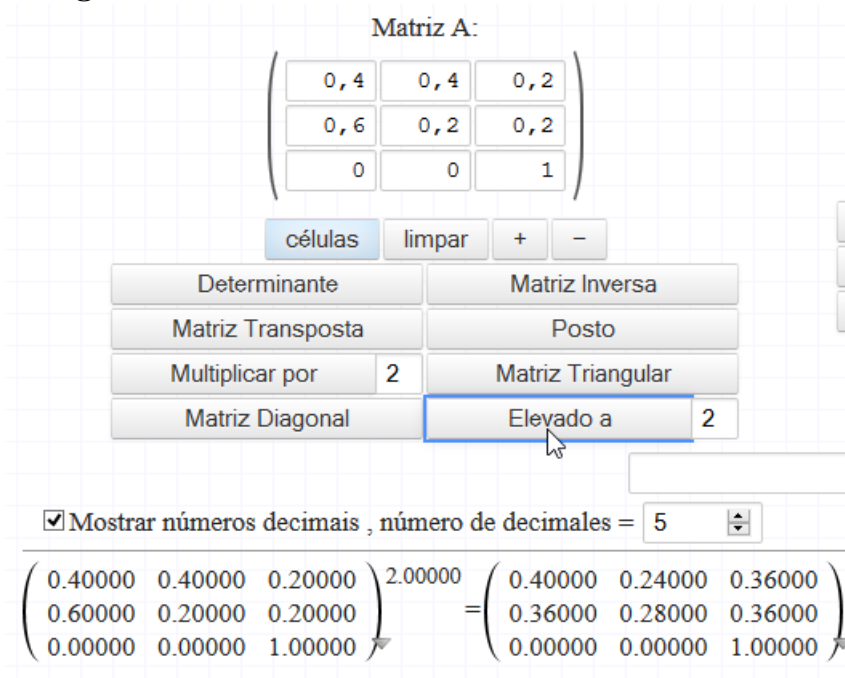 Matriz A:
0,4 0,4 0,2
0,6 0,2 0,2
0 0 1
células limpar + −
Determinante Matriz Inversa
Matriz Transposta Posto
Multiplicar por 2 Matriz Triangular
Matriz Diagonal Elevado a 2
Mostrar números decimais , número de decimales = 5
0.40000 0.40000 0.20000 2.00000 0.40000 0.24000 0.36000
0.60000 0.20000 0.20000 = 0.36000 0.28000 0.36000
0.00000 0.00000 1.00000 0.00000 0.00000 1.00000